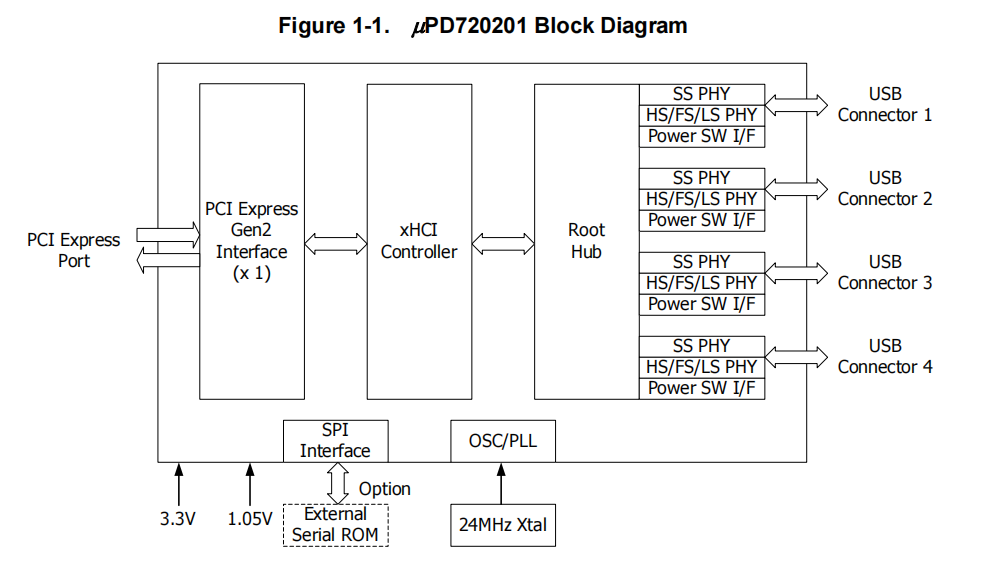 Figure 1-1. μPD720201 Block Diagram
PCI Express
Port
PCI Express
Gen2
Interface
(x 1)
xHCI
Controller
Root
Hub
SS PHY
HS/FS/LS PHY
Power SW I/F
USB
Connector 1
SS PHY
HS/FS/LS PHY
Power SW I/F
USB
Connector 2
SS PHY
HS/FS/LS PHY
Power SW I/F
USB
Connector 3
SS PHY
HS/FS/LS PHY
Power SW I/F
USB
Connector 4
SPI
Interface
OSC/PLL
Option
3.3V
1.05V
External
Serial ROM
24MHz Xtal